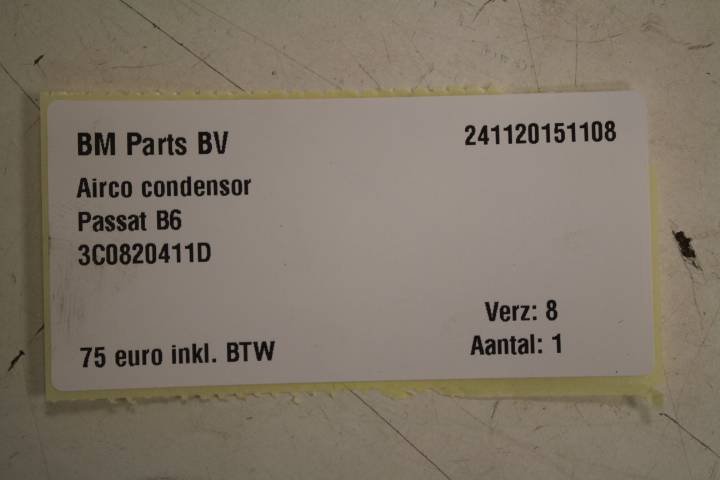 BM Parts BV
241120151108
Airco condensor
Passat B6
3C0820411D
Verz: 8
75 euro inkl. BTW
Aantal: 1